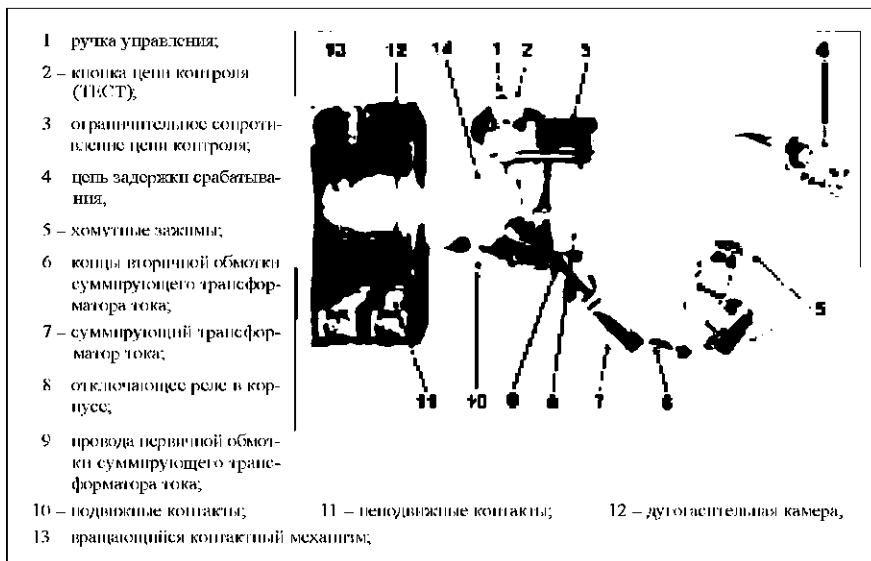 1 ручка управления;
2 – кнопка цепи контроля
(ТЕСТ);
3 ограничительное сопроти-
вление цепи контроля;
4 цепь задержки срабатыва-
ния,
5 – хомутные зажимы;
6 концы вторичной обмотки
суммирующего трансфор-
матора тока;
7 – суммирующий трансфор-
матор тока;
8 отключающее реле в кор-
пусе;
9 провода первичной обмот-
ки суммирующего транс-
форматора тока;
10 – подвижные контакты; 11 – неподвижные контакты; 12 – дугогасительная камера,
13 вращающийся контактный механизм;
13 12 14 1 2 3 4
5
11 10 9 6 7 8